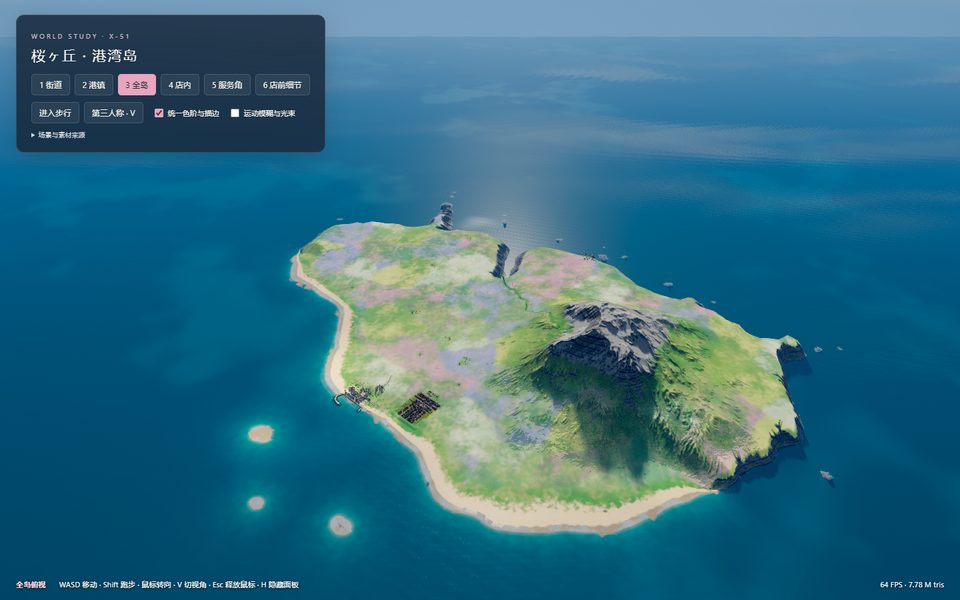 WORLD STUDY · X-51
桜ヶ丘・港湾岛
1 街道 2 港镇 3 全岛 4 店内 5 服务角 6 店前细节
进入步行 第三人称 · V 统一色阶与描边 运动模糊与光束
场景与素材来源
全岛俯视 WASD 移动 · Shift 跑步 · 鼠标转向 · V 切视角 · Esc 释放鼠标 · H 隐藏面板
64 FPS · 7.78 M tris